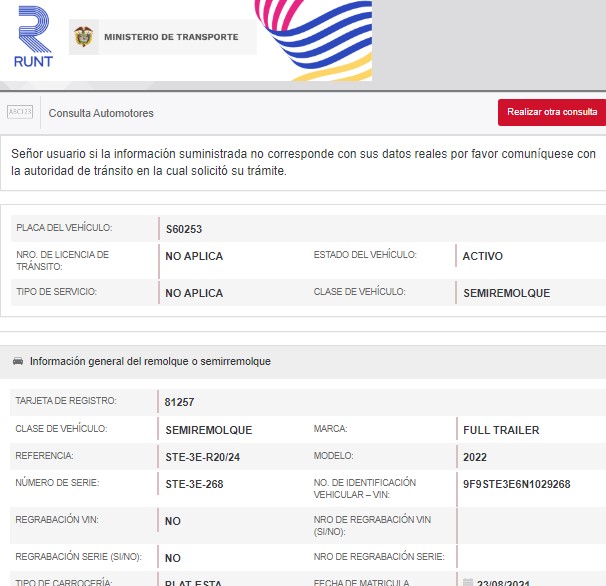 RUNT
MINISTERIO DE TRANSPORTE
ABC123
Consulta Automotores
Realizar otra consulta
Señor usuario si la información suministrada no corresponde con sus datos reales por favor comuníquese con
la autoridad de tránsito en la cual solicitó su trámite.
PLACA DEL VEHÍCULO: S60253
NRO. DE LICENCIA DE
TRÁNSITO: NO APLICA ESTADO DEL VEHÍCULO: ACTIVO
TIPO DE SERVICIO: NO APLICA CLASE DE VEHÍCULO: SEMIREMOLQUE
Información general del remolque o semirremolque
TARJETA DE REGISTRO: 81257
CLASE DE VEHÍCULO: SEMIREMOLQUE MARCA: FULL TRAILER
REFERENCIA: STE-3E-R20/24 MODELO: 2022
NÚMERO DE SERIE: STE-3E-268 NO. DE IDENTIFICACIÓN
VEHICULAR – VIN: 9F9STE3E6N1029268
REGRABACIÓN VIN: NO NRO DE REGRABACIÓN VIN
(SI/NO):
REGRABACIÓN SERIE (SI/NO): NO NRO DE REGRABACIÓN SERIE:
TIPO DE CARROCERÍA: PLAT ESTA FECHA DE MATRICULA 23/08/2021